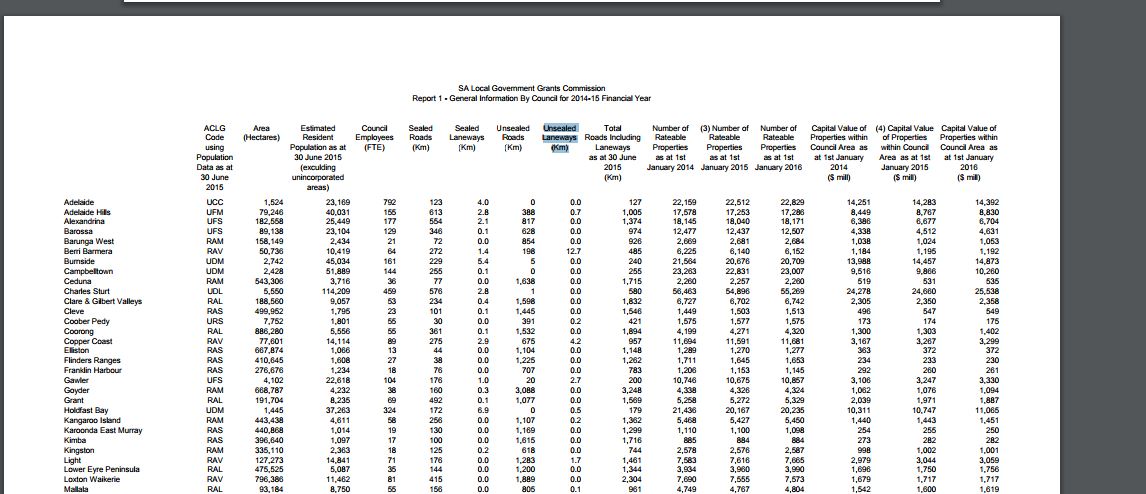 SA Local Government Grants Commission
Report 1 - General Information By Council for 2014-15 Financial Year
ACLG Area Estimated Council Sealed Sealed Unsealed Unsealed Total Number of (3) Number of Number of Capital Value of (4) Capital Value Capital Value of
Code (Hectares) Resident Employees Roads Laneways Roads Laneways Roads Including Rateable Rateable Rateable Properties within of Properties Properties within
using Population as at (FTE) (Km) (Km) (Km) (Km) Laneways Properties Properties Properties Council Area as within Council Council Area as
Population 30 June 2015 as at 30 June as at 1st as at 1st as at 1st at 1st January Area as at 1st at 1st January
Data as at (exculding 2015 January 2014 January 2015 January 2016 2014 January 2015 2016
30 June unincorporated (Km) ($ mill) ($ mill) ($ mill)
2015 areas)
Adelaide UCC 1,524 23,169 792 123 4.0 0 0.0 127 22,159 22,512 22,829 14,251 14,283 14,392
Adelaide Hills UFM 79,246 40,031 155 613 2.8 388 0.7 1,005 17,578 17,253 17,286 8,449 8,767 8,830
Alexandrina UFS 182,558 25,449 177 554 2.1 817 0.0 1,374 18,145 18,040 18,171 6,386 6,677 6,704
Barossa UFS 89,138 23,104 129 346 0.1 628 0.0 974 12,477 12,437 12,507 4,338 4,512 4,631
Barunga West RAM 158,149 2,434 21 72 0.0 854 0.0 926 2,669 2,681 2,684 1,038 1,024 1,053
Berri Barmera RAV 50,736 10,419 64 272 1.4 198 12.7 485 6,225 6,140 6,152 1,184 1,195 1,192
Burnside UDM 2,742 45,034 161 229 5.4 5 0.0 240 21,564 20,676 20,709 13,988 14,457 14,873
Campbelltown UDM 2,428 51,889 144 255 0.1 0 0.0 255 23,263 22,831 23,007 9,516 9,866 10,260
Ceduna RAM 543,306 3,716 36 77 0.0 1,638 0.0 1,715 2,260 2,257 2,260 519 531 535
Charles Sturt UDL 5,550 114,209 459 576 2.8 1 0.0 580 56,463 54,896 55,269 24,278 24,660 25,538
Clare & Gilbert Valleys RAL 188,560 9,057 53 234 0.4 1,598 0.0 1,832 6,727 6,702 6,742 2,305 2,350 2,358
Cleve RAS 499,952 1,795 23 101 0.1 1,445 0.0 1,546 1,449 1,503 1,513 496 547 549
Coober Pedy URS 7,752 1,801 55 30 0.0 391 0.2 421 1,575 1,577 1,575 173 174 175
Coorong RAL 886,280 5,556 55 361 0.1 1,532 0.0 1,894 4,199 4,271 4,320 1,300 1,303 1,402
Copper Coast RAV 77,601 14,114 89 275 2.9 675 4.2 957 11,694 11,591 11,681 3,167 3,267 3,299
Elliston RAS 667,874 1,066 13 44 0.0 1,104 0.0 1,148 1,289 1,270 1,277 363 372 372
Flinders Ranges RAS 410,645 1,608 27 38 0.0 1,225 0.0 1,262 1,711 1,645 1,653 234 233 230
Franklin Harbour RAS 276,676 1,234 18 76 0.0 707 0.0 783 1,206 1,153 1,145 292 260 261
Gawler UFS 4,102 22,618 104 176 1.0 20 2.7 200 10,746 10,675 10,857 3,106 3,247 3,330
Goyder RAM 668,787 4,232 38 160 0.3 3,088 0.0 3,248 4,338 4,326 4,334 1,062 1,076 1,094
Grant RAL 191,704 8,235 69 492 0.1 1,077 0.0 1,569 5,258 5,272 5,329 2,039 1,971 1,887
Holdfast Bay UDM 1,445 37,263 324 172 6.9 0 0.5 179 21,436 20,167 20,235 10,311 10,747 11,065
Kangaroo Island RAM 443,438 4,611 58 256 0.0 1,107 0.2 1,362 5,468 5,427 5,450 1,440 1,443 1,451
Karoonda East Murray RAS 440,868 1,014 19 130 0.0 1,169 0.0 1,299 1,110 1,100 1,098 254 255 250
Kimba RAS 396,640 1,097 17 100 0.0 1,615 0.0 1,716 885 884 884 273 282 282
Kingston RAM 335,110 2,363 18 125 0.2 618 0.0 744 2,578 2,576 2,587 998 1,002 1,001
Light RAV 127,273 14,841 71 176 0.0 1,283 1.7 1,461 7,583 7,616 7,665 2,979 3,044 3,059
Lower Eyre Peninsula RAL 475,525 5,087 35 144 0.0 1,200 0.0 1,344 3,934 3,960 3,990 1,696 1,750 1,756
Loxton Waikerie RAV 796,386 11,462 81 415 0.0 1,889 0.0 2,304 7,690 7,555 7,573 1,679 1,717 1,717
Mallala RAL 93,184 8,750 55 156 0.0 805 0.1 961 4,749 4,767 4,804 1,542 1,600 1,619